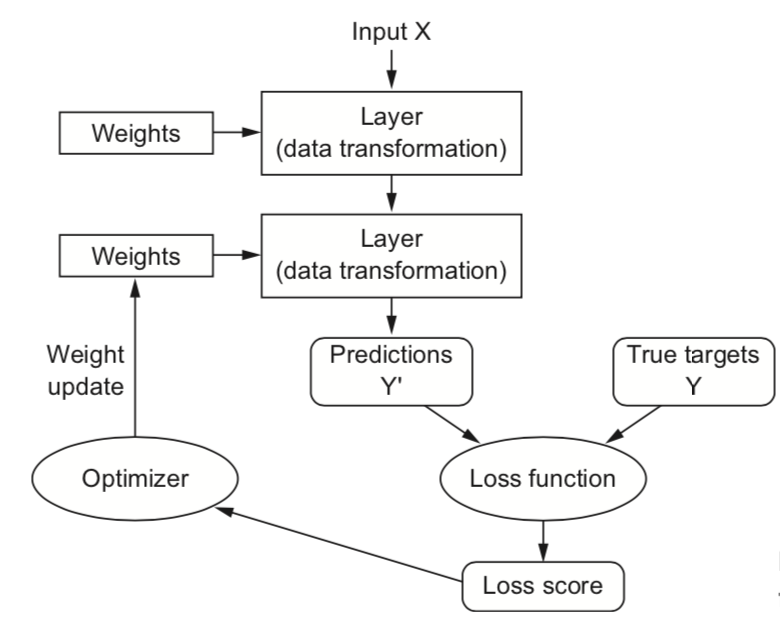 Input X
Weights
Layer
(data transformation)
Weights
Layer
(data transformation)
Weight
update
Predictions
Y'
True targets
Y
Optimizer
Loss function
Loss score